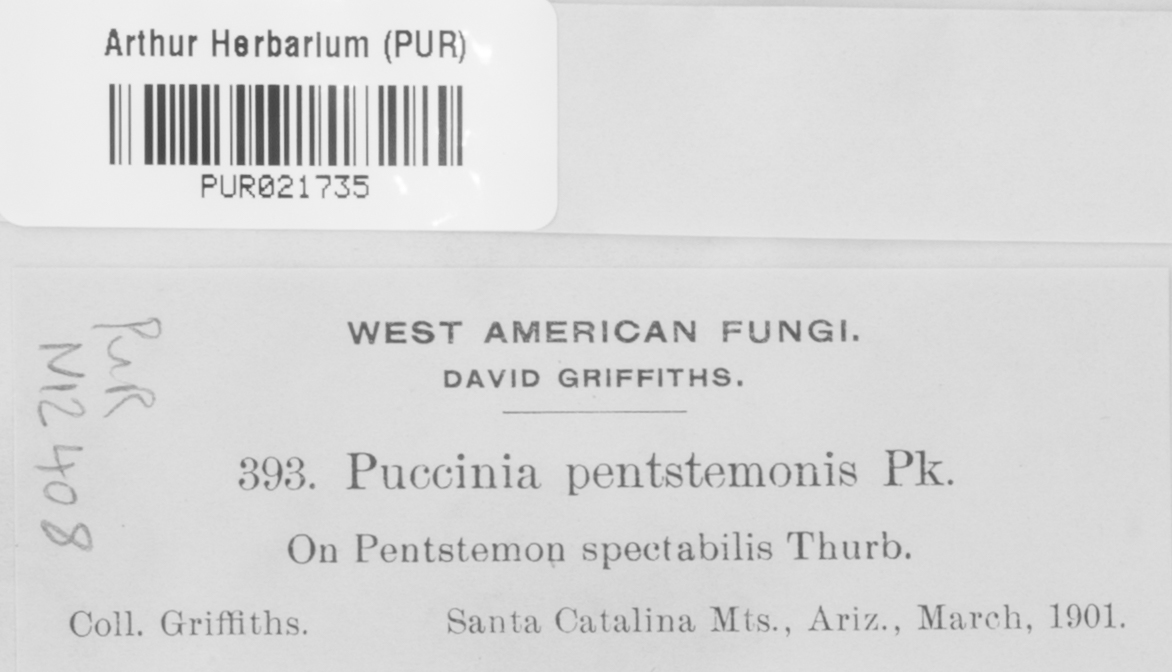 Arthur Herbarium (PUR)
PUR021735
PUR
N12408
WEST AMERICAN FUNGI.
DAVID GRIFFITHS.
393. Puccinia pentstemonis Pk.
On Pentstemon spectabilis Thurb.
Coll. Griffiths. Santa Catalina Mts., Ariz., March, 1901.